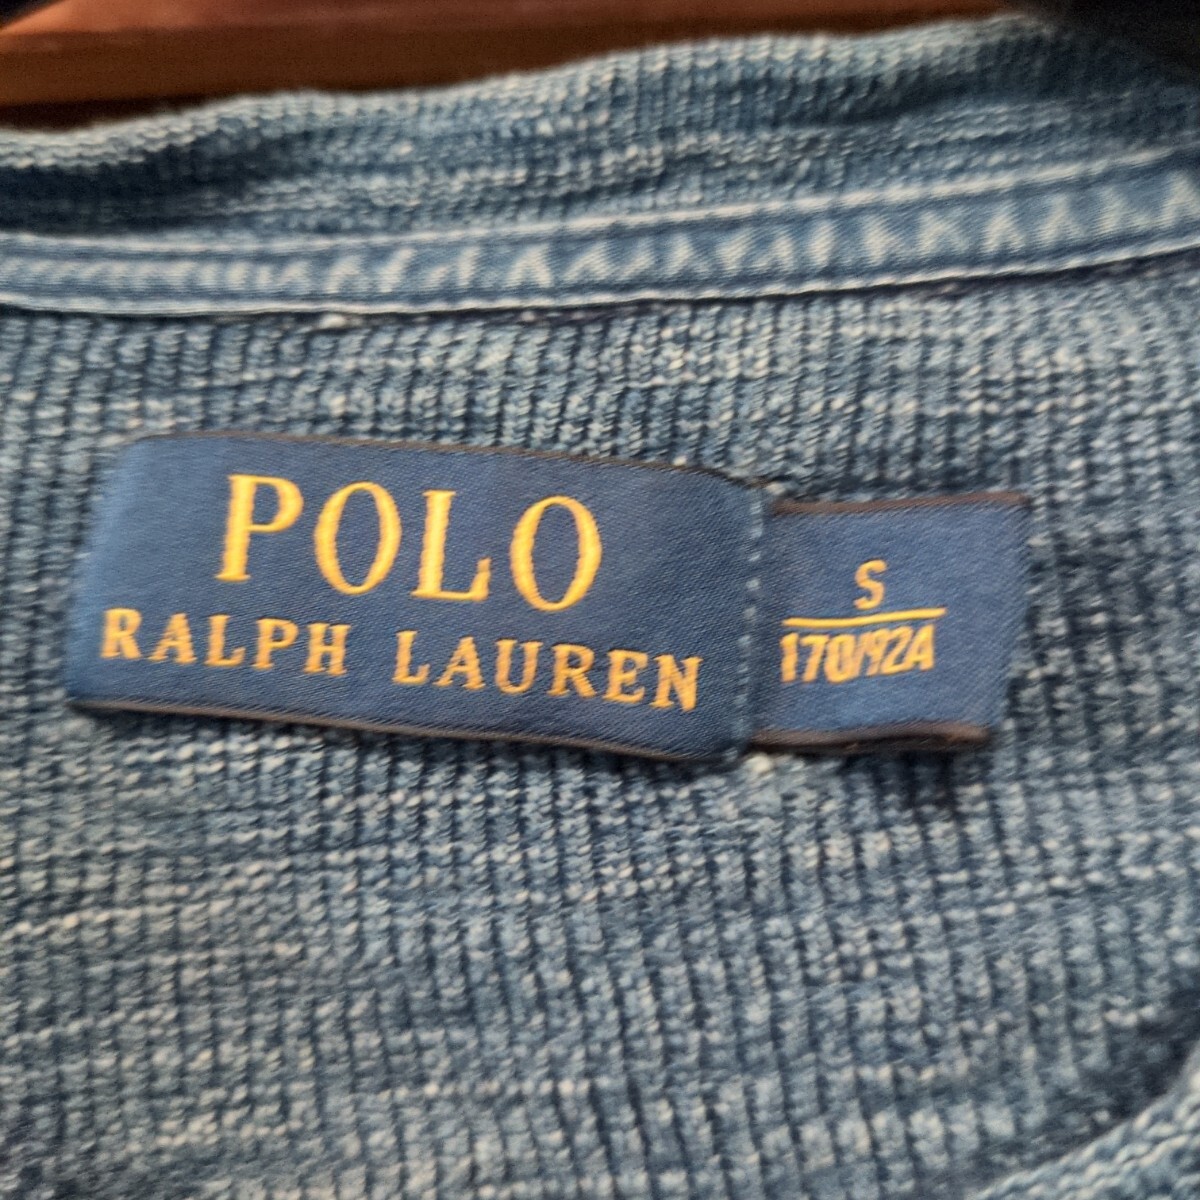 POLO
RALPH LAUREN
S
170/92A